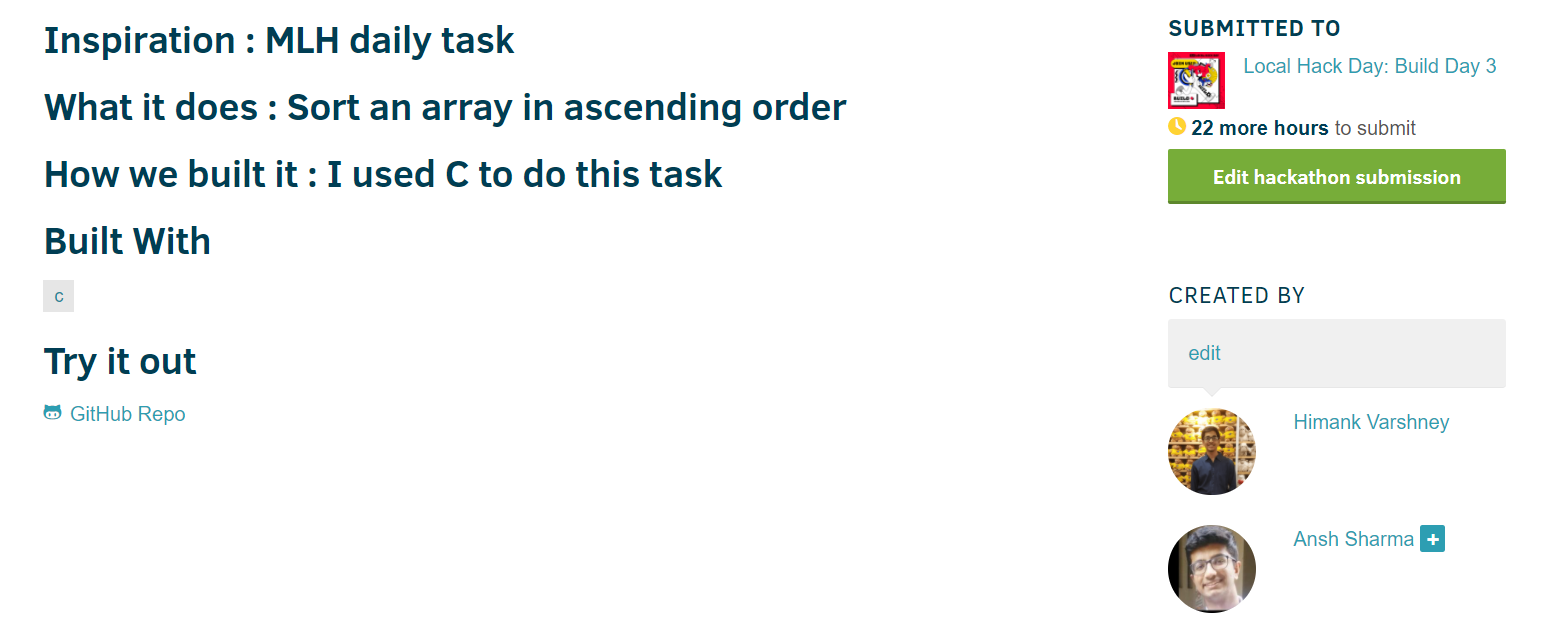 Inspiration : MLH daily task
What it does : Sort an array in ascending order
How we built it : I used C to do this task
Built With
c
Try it out
GitHub Repo
SUBMITTED TO
Local Hack Day: Build Day 3
22 more hours to submit
Edit hackathon submission
CREATED BY
edit
Himank Varshney
Ansh Sharma +